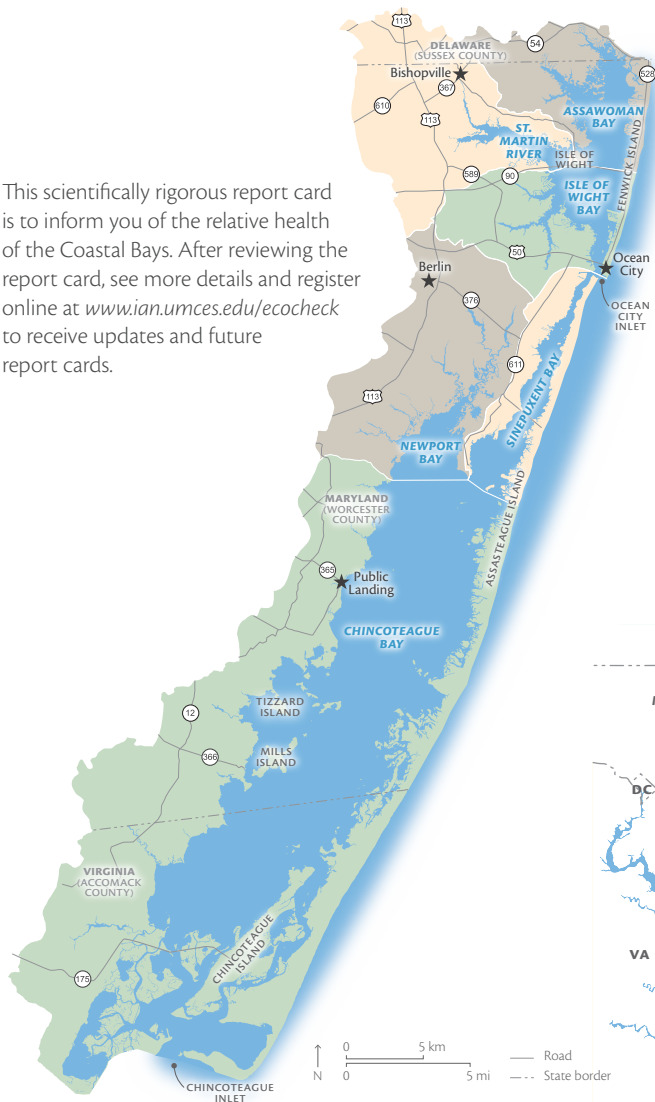 This scientifically rigorous report card
is to inform you of the relative health
of the Coastal Bays. After reviewing the
report card, see more details and register
online at www.ian.umces.edu/ecocheck
to receive updates and future
report cards.
113
DELAWARE
(SUSSEX COUNTY)
54
Bishopville
528
367
610
113
ASSAWOMAN
BAY
ST.
MARTIN
RIVER
ISLE OF
WIGHT
FENWICK ISLAND
589
90
ISLE OF
WIGHT
BAY
50
Ocean
City
Berlin
376
OCEAN
CITY
INLET
611
113
SINEPUXENT BAY
NEWPORT
BAY
MARYLAND
(WORCESTER
COUNTY)
ASSASTEAGUE ISLAND
365
Public
Landing
CHINCOTEAGUE
BAY
TIZZARD
ISLAND
12
366
MILLS
ISLAND
DC
VIRGINIA
(ACCOMACK
COUNTY)
CHINCOTEAGUE
ISLAND
VA
175
N
0 5 km
0 5 mi
Road
State border
CHINCOTEAGUE
INLET